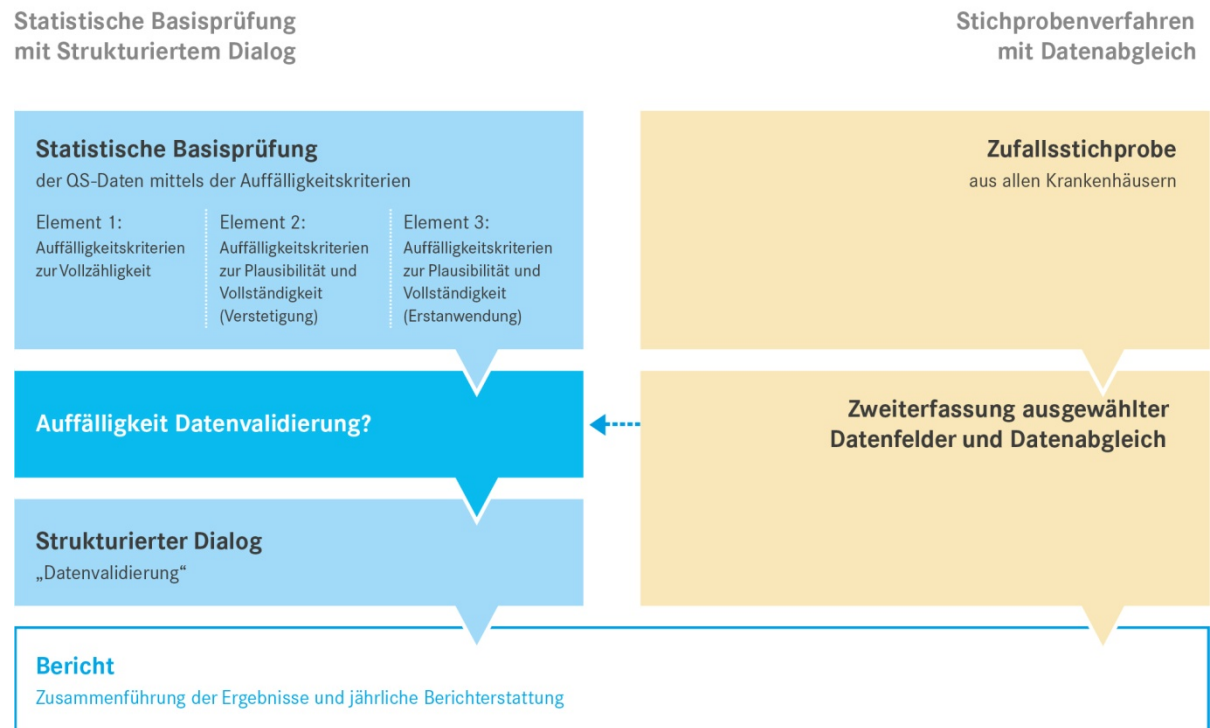 Statistische Basisprüfung
mit Strukturiertem Dialog
Stichprobenverfahren
mit Datenabgleich
Statistische Basisprüfung
der QS-Daten mittels der Auffälligkeitskriterien
Element 1:
Auffälligkeitskriterien
zur Vollzähligkeit
Element 2:
Auffälligkeitskriterien
zur Plausibilität und
Vollständigkeit
(Verstetigung)
Element 3:
Auffälligkeitskriterien
zur Plausibilität und
Vollständigkeit
(Erstanwendung)
Zufallsstichprobe
aus allen Krankenhäusern
Auffälligkeit Datenvalidierung?
Zweiterfassung ausgewählter
Datenfelder und Datenabgleich
Strukturierter Dialog
„Datenvalidierung“
Bericht
Zusammenführung der Ergebnisse und jährliche Berichterstattung